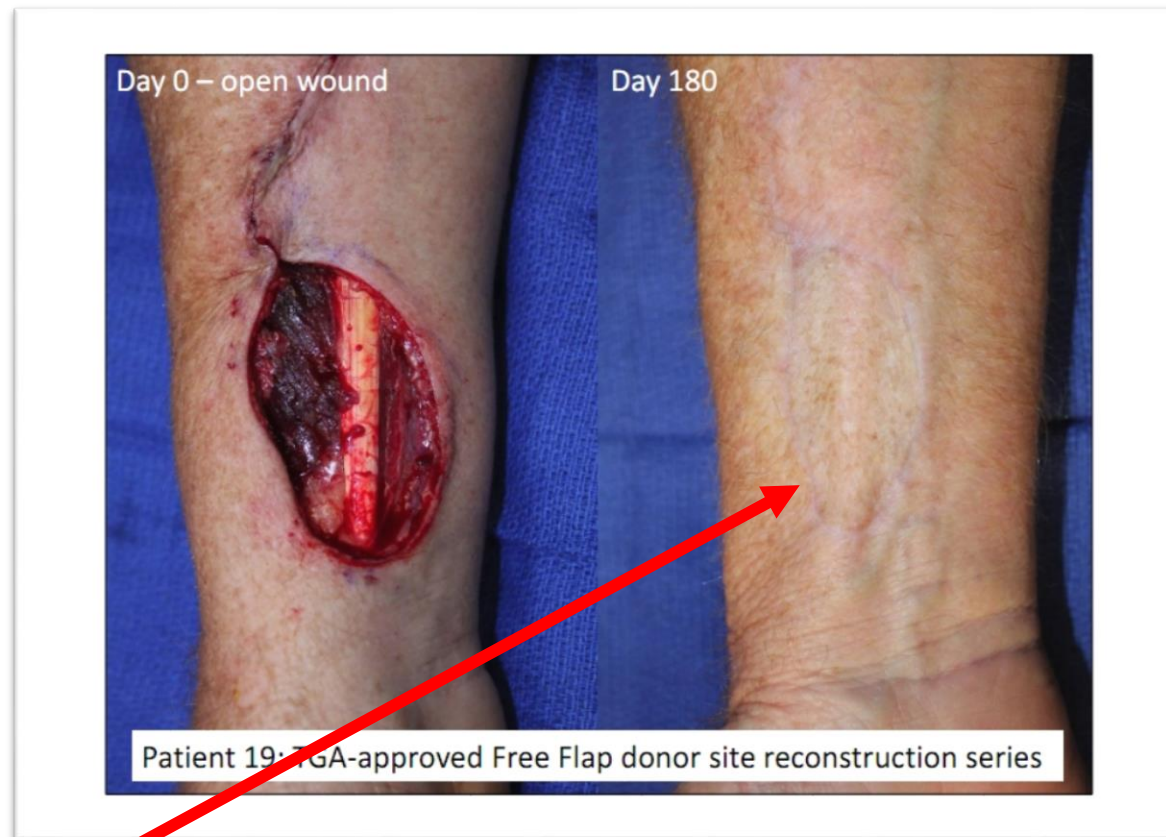 Day 0 – open wound
Day 180
Patient 19: TGA-approved Free Flap donor site reconstruction series